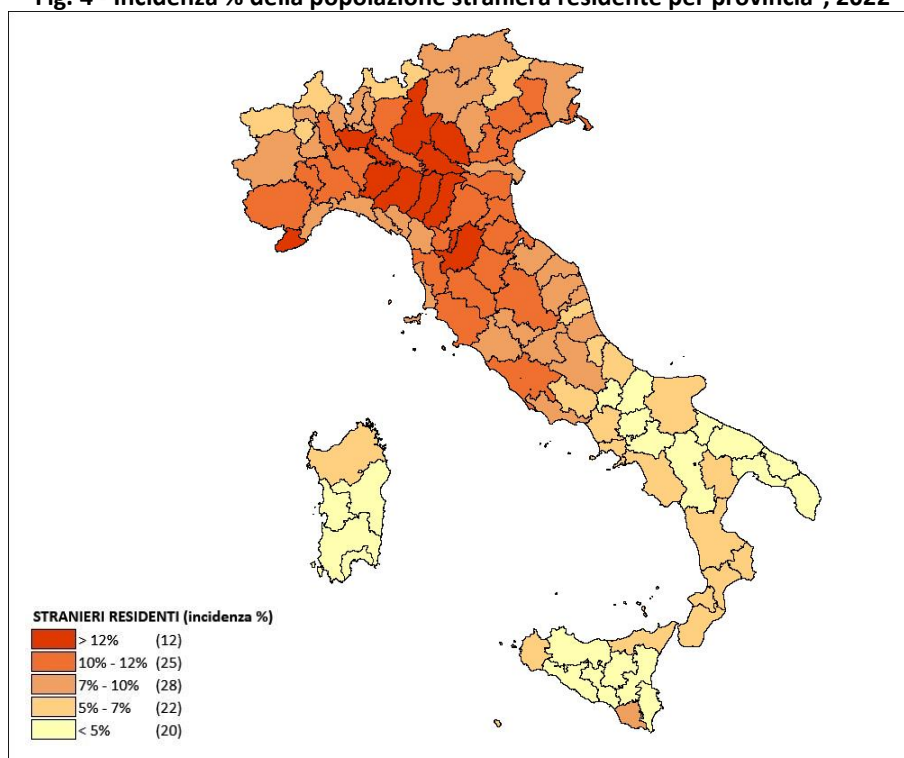 Fig. 4 - Incidenza % della popolazione straniera residente per provincia , 2022
STRANIERI RESIDENTI (incidenza %)
> 12% (12)
10% - 12% (25)
7% - 10% (28)
5% - 7% (22)
< 5% (20)